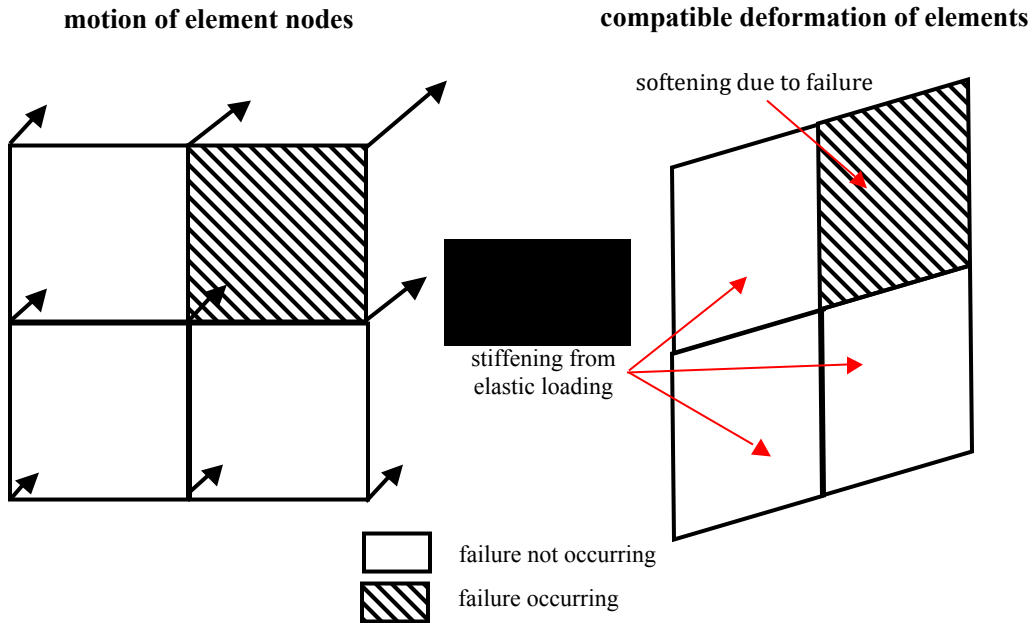 motion of element nodes
compatible deformation of elements
softening due to failure
stiffening from
elastic loading
failure not occurring
failure occurring